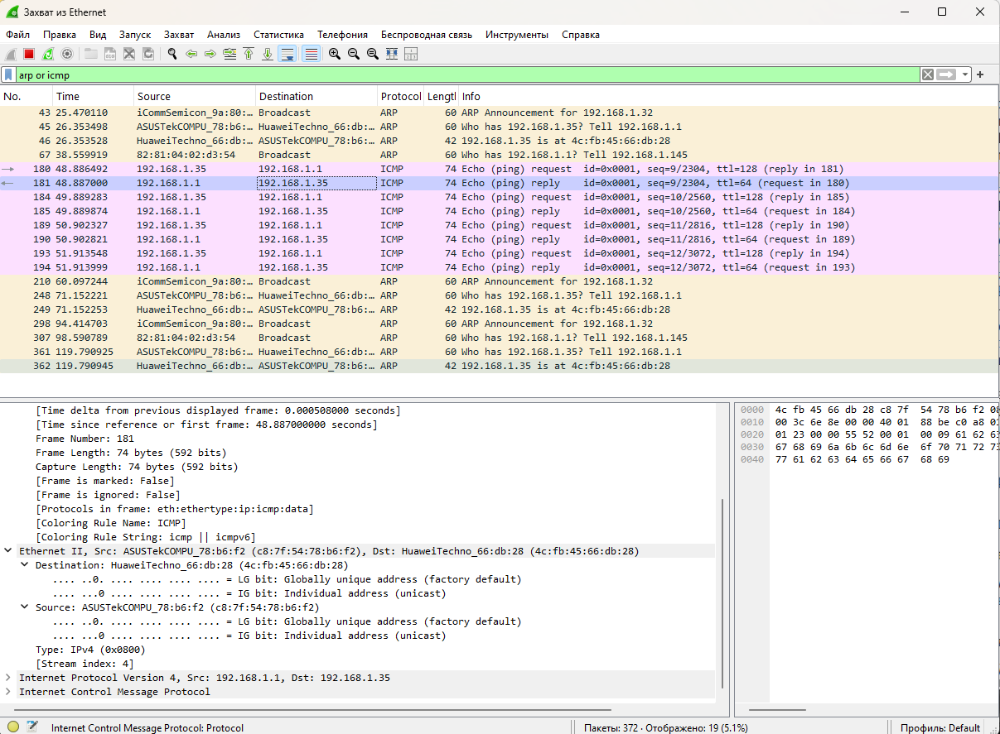 Захват из Ethernet
Файл Правка Вид Запуск Захват Анализ Статистика Телефония Беспроводная связь Инструменты Справка
arp or icmp
No. Time Source Destination Protocol Lengtl Info
43 25.470110 iCommSemicon_9a:80:… Broadcast ARP 60 ARP Announcement for 192.168.1.32
45 26.353498 ASUSTekCOMPU_78:b6:… HuaweiTechno_66:db:… ARP 60 Who has 192.168.1.35? Tell 192.168.1.1
46 26.353528 HuaweiTechno_66:db:… ASUSTekCOMPU_78:b6:… ARP 42 192.168.1.35 is at 4c:fb:45:66:db:28
67 38.559919 82:81:04:02:d3:54 Broadcast ARP 60 Who has 192.168.1.1? Tell 192.168.1.145
180 48.886492 192.168.1.35 192.168.1.1 ICMP 74 Echo (ping) request id=0x0001, seq=9/2304, ttl=128 (reply in 181)
181 48.887000 192.168.1.1 192.168.1.35 ICMP 74 Echo (ping) reply id=0x0001, seq=9/2304, ttl=64 (request in 180)
184 49.889283 192.168.1.35 192.168.1.1 ICMP 74 Echo (ping) request id=0x0001, seq=10/2560, ttl=128 (reply in 185)
185 49.889874 192.168.1.1 192.168.1.35 ICMP 74 Echo (ping) reply id=0x0001, seq=10/2560, ttl=64 (request in 184)
189 50.902327 192.168.1.35 192.168.1.1 ICMP 74 Echo (ping) request id=0x0001, seq=11/2816, ttl=128 (reply in 190)
190 50.902821 192.168.1.1 192.168.1.35 ICMP 74 Echo (ping) reply id=0x0001, seq=11/2816, ttl=64 (request in 189)
193 51.913548 192.168.1.35 192.168.1.1 ICMP 74 Echo (ping) request id=0x0001, seq=12/3072, ttl=128 (reply in 194)
194 51.913999 192.168.1.1 192.168.1.35 ICMP 74 Echo (ping) reply id=0x0001, seq=12/3072, ttl=64 (request in 193)
210 60.097244 iCommSemicon_9a:80:… Broadcast ARP 60 ARP Announcement for 192.168.1.32
248 71.152221 ASUSTekCOMPU_78:b6:… HuaweiTechno_66:db:… ARP 60 Who has 192.168.1.35? Tell 192.168.1.1
249 71.152253 HuaweiTechno_66:db:… ASUSTekCOMPU_78:b6:… ARP 42 192.168.1.35 is at 4c:fb:45:66:db:28
298 94.414703 iCommSemicon_9a:80:… Broadcast ARP 60 ARP Announcement for 192.168.1.32
307 98.590789 82:81:04:02:d3:54 Broadcast ARP 60 Who has 192.168.1.1? Tell 192.168.1.145
361 119.790925 ASUSTekCOMPU_78:b6:… HuaweiTechno_66:db:… ARP 60 Who has 192.168.1.35? Tell 192.168.1.1
362 119.790945 HuaweiTechno_66:db:… ASUSTekCOMPU_78:b6:… ARP 42 192.168.1.35 is at 4c:fb:45:66:db:28
[Time delta from previous displayed frame: 0.000508000 seconds]
[Time since reference or first frame: 48.887000000 seconds]
Frame Number: 181
Frame Length: 74 bytes (592 bits)
Capture Length: 74 bytes (592 bits)
[Frame is marked: False]
[Frame is ignored: False]
[Protocols in frame: eth:ethertype:ip:icmp:data]
[Coloring Rule Name: ICMP]
[Coloring Rule String: icmp || icmpv6]
Ethernet II, Src: ASUSTekCOMPU_78:b6:f2 (c8:7f:54:78:b6:f2), Dst: HuaweiTechno_66:db:28 (4c:fb:45:66:db:28)
Destination: HuaweiTechno_66:db:28 (4c:fb:45:66:db:28)
.... ..0. .... .... .... .... = LG bit: Globally unique address (factory default)
.... ...0 .... .... .... .... = IG bit: Individual address (unicast)
Source: ASUSTekCOMPU_78:b6:f2 (c8:7f:54:78:b6:f2)
.... ..0. .... .... .... .... = LG bit: Globally unique address (factory default)
.... ...0 .... .... .... .... = IG bit: Individual address (unicast)
Type: IPv4 (0x0800)
[Stream index: 4]
Internet Protocol Version 4, Src: 192.168.1.1, Dst: 192.168.1.35
Internet Control Message Protocol
0000 4c fb 45 66 db 28 c8 7f 54 78 b6 f2 08
0010 00 3c 6e 8e 00 00 40 01 88 be c0 a8 01
0020 01 23 00 00 55 52 00 01 00 09 61 62 63
0030 67 68 69 6a 6b 6c 6d 6e 6f 70 71 72 73
0040 77 61 62 63 64 65 66 67 68 69
Internet Control Message Protocol: Protocol
Пакеты: 372 · Отображено: 19 (5.1%)
Профиль: Default